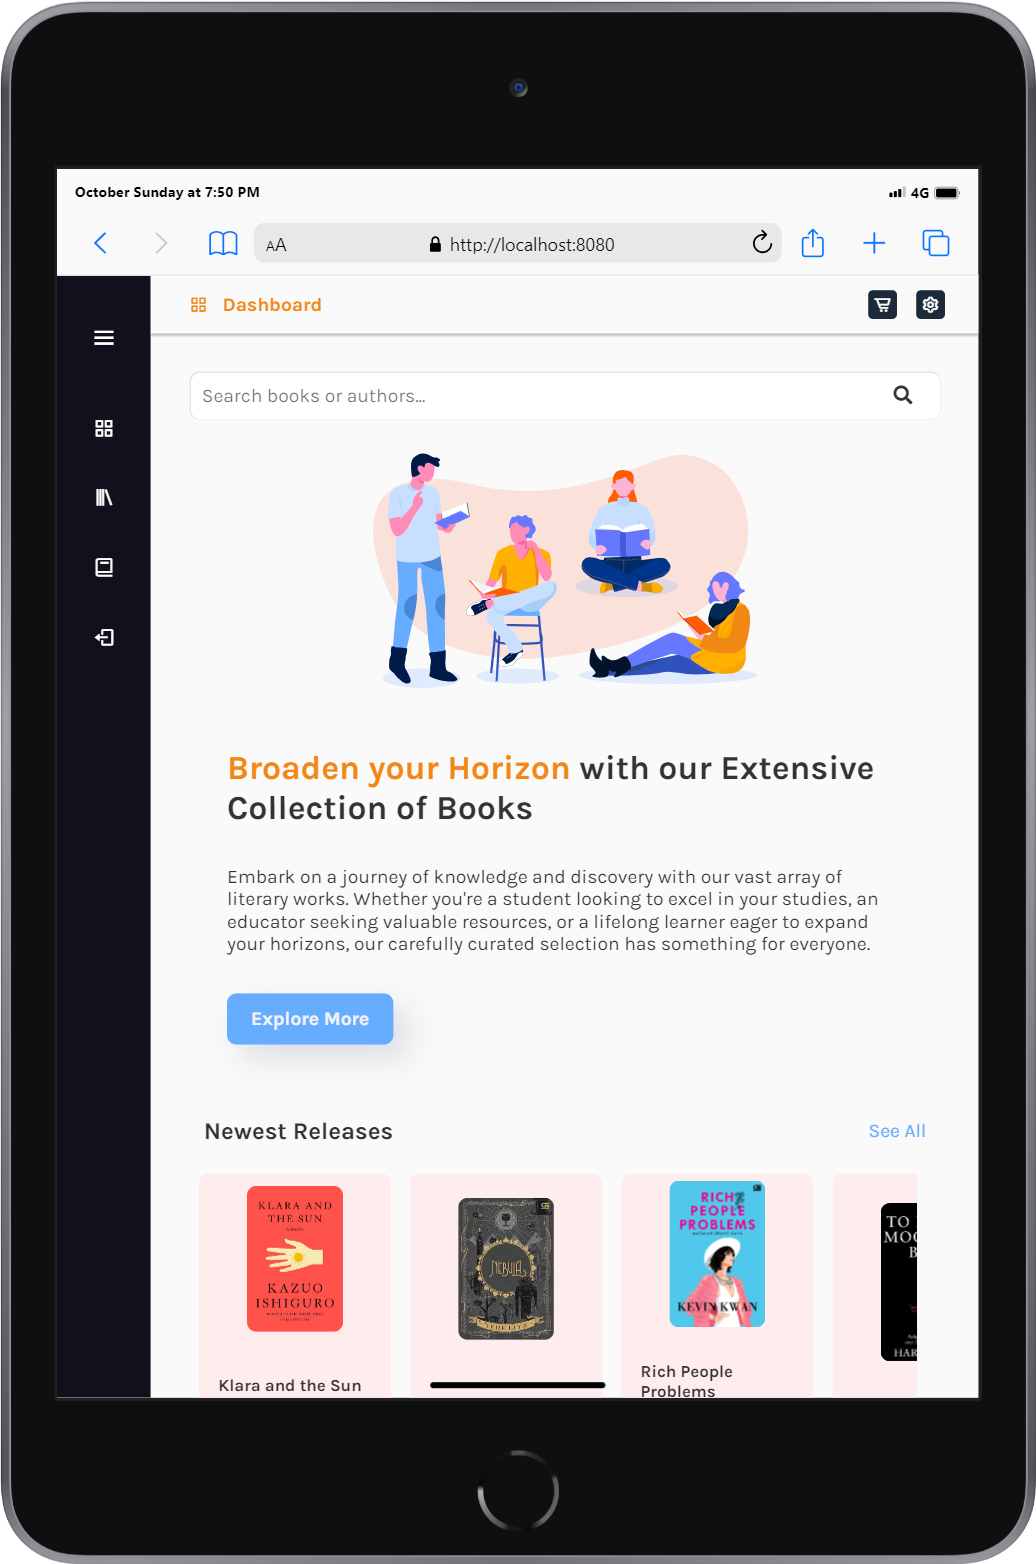 October Sunday at 7:50 PM
4G
AA
http://localhost:8080
Dashboard
Search books or authors...
Broaden your Horizon with our Extensive
Collection of Books
Embark on a journey of knowledge and discovery with our vast array of
literary works. Whether you're a student looking to excel in your studies, an
educator seeking valuable resources, or a lifelong learner eager to expand
your horizons, our carefully curated selection has something for everyone.
Explore More
Newest Releases
See All
KLARA AND
THE SUN
A NOVEL
KAZUO
ISHIGURO
NEBULA
TERE LIYE
RICH
PEOPLE
PROBLEMS
KEVIN KWAN
TO
MOC
B
HAR
Klara and the Sun
Rich People
Problems